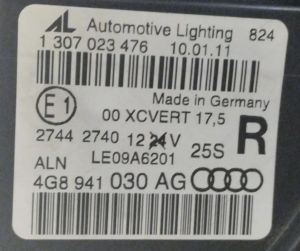 AL Automotive Lighting 824
1 307 023 476 10.01.11
Made in Germany
E1 00 XCVERT 17,5
2744 2740 12 24V R
LE09A6201 25S
ALN
4G8 941 030 AG